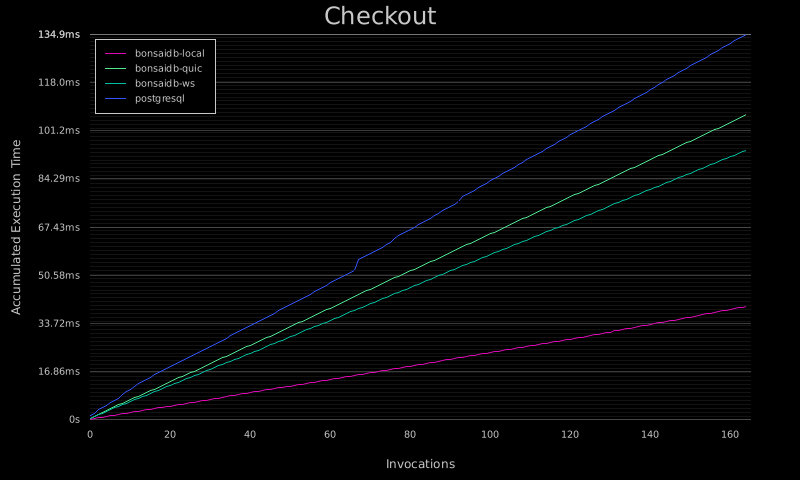 Checkout
134.9ms
118.0ms
101.2ms
84.29ms
67.43ms
50.58ms
33.72ms
16.86ms
0s
Accumulated Execution Time
bonsaidb-local
bonsaidb-quic
bonsaidb-ws
postgresql
0 20 40 60 80 100 120 140 160
Invocations